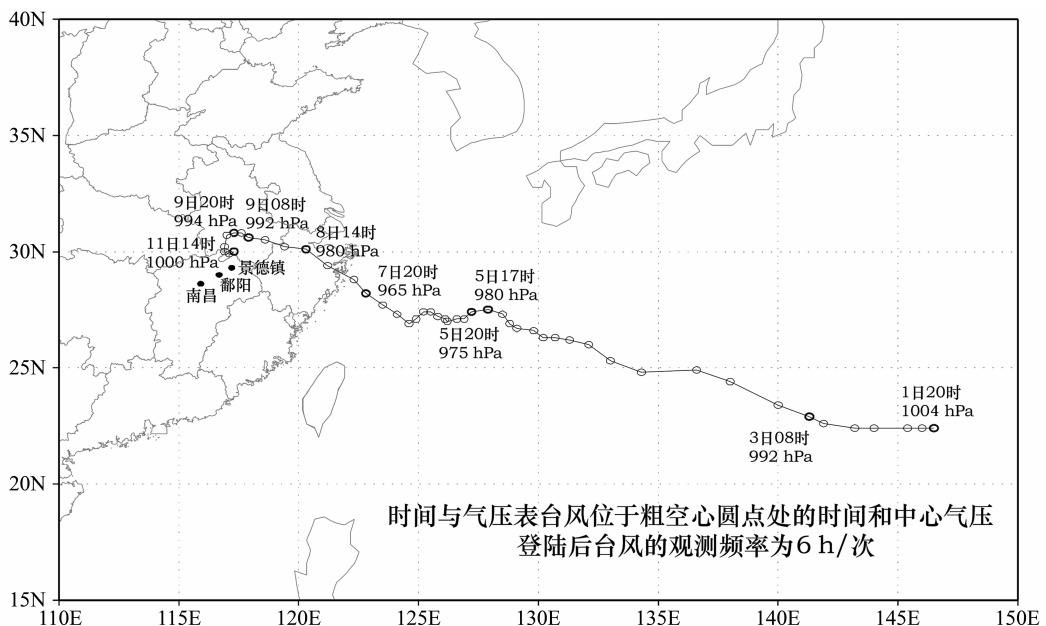 40N
35N
30N
25N
20N
15N
9日20时
994 hPa
9日08时
992 hPa
8日14时
980 hPa
11日14时
1000 hPa
景德镇
鄱阳
南昌
7日20时
965 hPa
5日17时
980 hPa
5日20时
975 hPa
1日20时
1004 hPa
3日08时
992 hPa
时间与气压表台风位于粗空心圆点处的时间和中心气压
登陆后台风的观测频率为6 h/次
110E 115E 120E 125E 130E 135E 140E 145E 150E